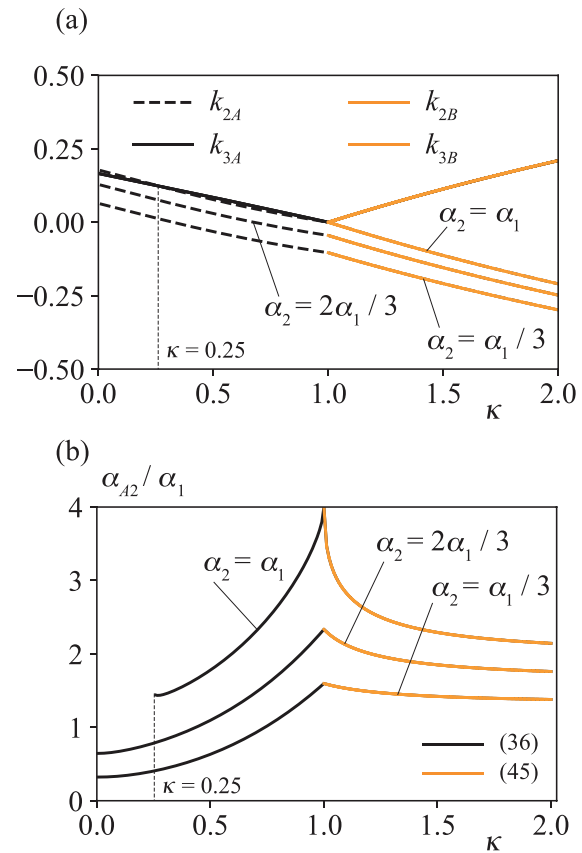 (a)
0.50
k2A
k2B
k3A
k3B
0.25
α2 = α1
0.00
α2 = 2α1 / 3
−0.25
κ = 0.25
α2 = α1 / 3
−0.50
0.0 0.5 1.0 1.5 2.0
κ
(b)
αA2 / α1
4
α2 = 2α1 / 3
α2 = α1
3
α2 = α1 / 3
2
1
(36)
κ = 0.25
(45)
0
0.0 0.5 1.0 1.5 2.0
κ